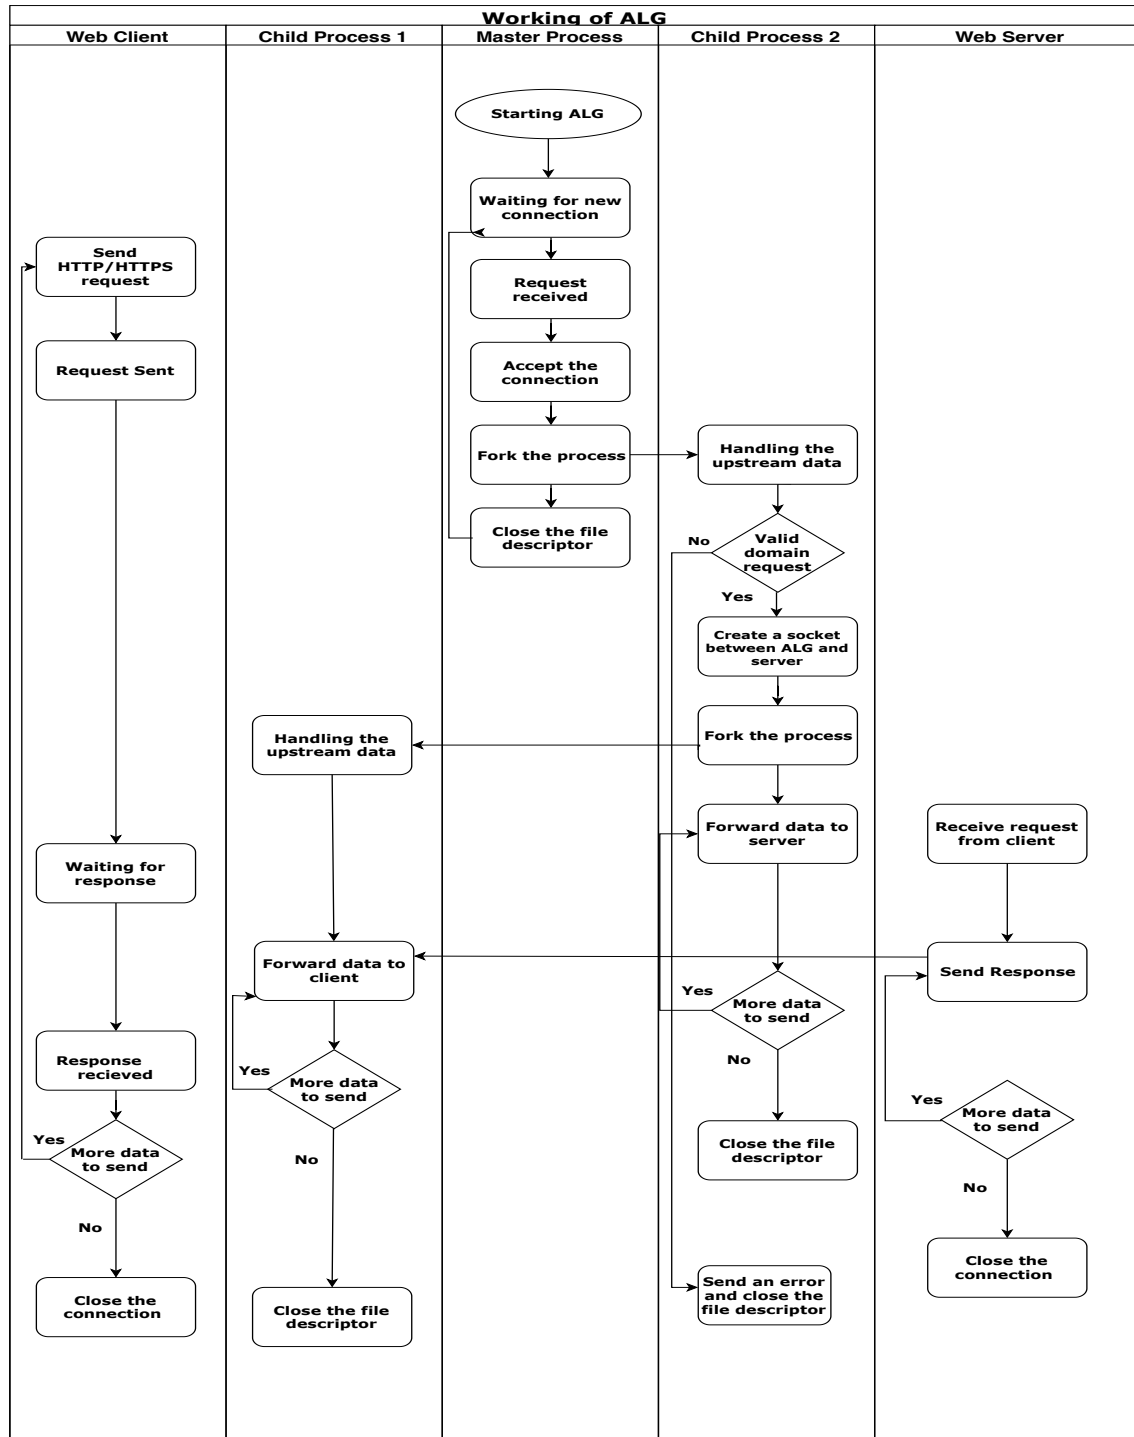 Working of ALG
Web Client
Child Process 1
Master Process
Child Process 2
Web Server
Starting ALG
Waiting for new
connection
Send
HTTP/HTTPS
request
Request
received
Request Sent
Accept the
connection
Fork the process
Handling the
upstream data
Close the file
descriptor
No
Valid
domain
request
Yes
Create a socket
between ALG and
server
Handling the
upstream data
Fork the process
Forward data to
server
Receive request
from client
Waiting for
response
Forward data to
client
Send Response
Yes
More data
to send
No
Response
recieved
Yes
More data
to send
Yes
More data
to send
Yes
More data
to send
Close the file
descriptor
No
No
No
Close the
connection
Send an error
and close the
file descriptor
Close the
connection
Close the file
descriptor